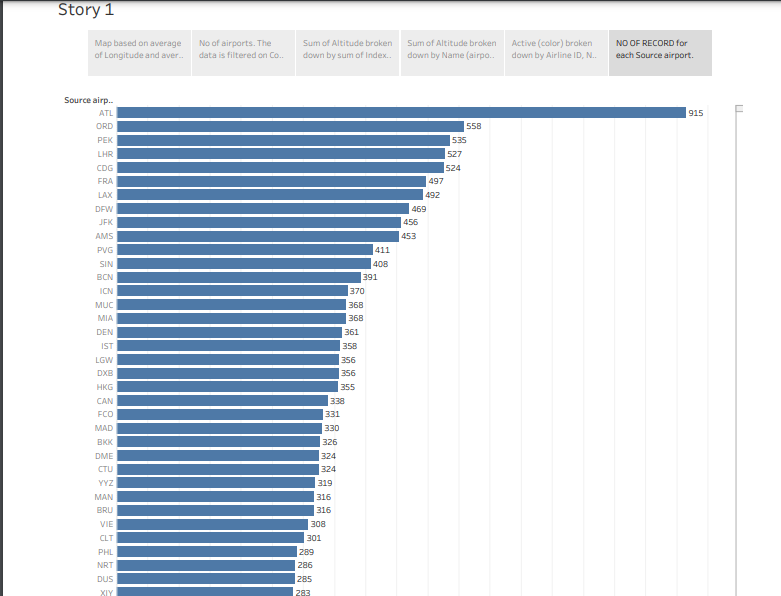 Story 1
Map based on average
of Longitude and aver..
No of airports. The
data is filtered on Co..
Sum of Altitude broken
down by sum of Index..
Sum of Altitude broken
down by Name (airpo..
Active (color) broken
down by Airline ID, N..
NO OF RECORD for
each Source airport.
Source airp..
ATL 915
ORD 558
PEK 535
LHR 527
CDG 524
FRA 497
LAX 492
DFW 469
JFK 456
AMS 453
PVG 411
SIN 408
BCN 391
ICN 370
MUC 368
MIA 368
DEN 361
IST 358
LGW 356
DXB 356
HKG 355
CAN 338
FCO 331
MAD 330
BKK 326
DME 324
CTU 324
YYZ 319
MAN 316
BRU 316
VIE 308
CLT 301
PHL 289
NRT 286
DUS 285
XIY 283